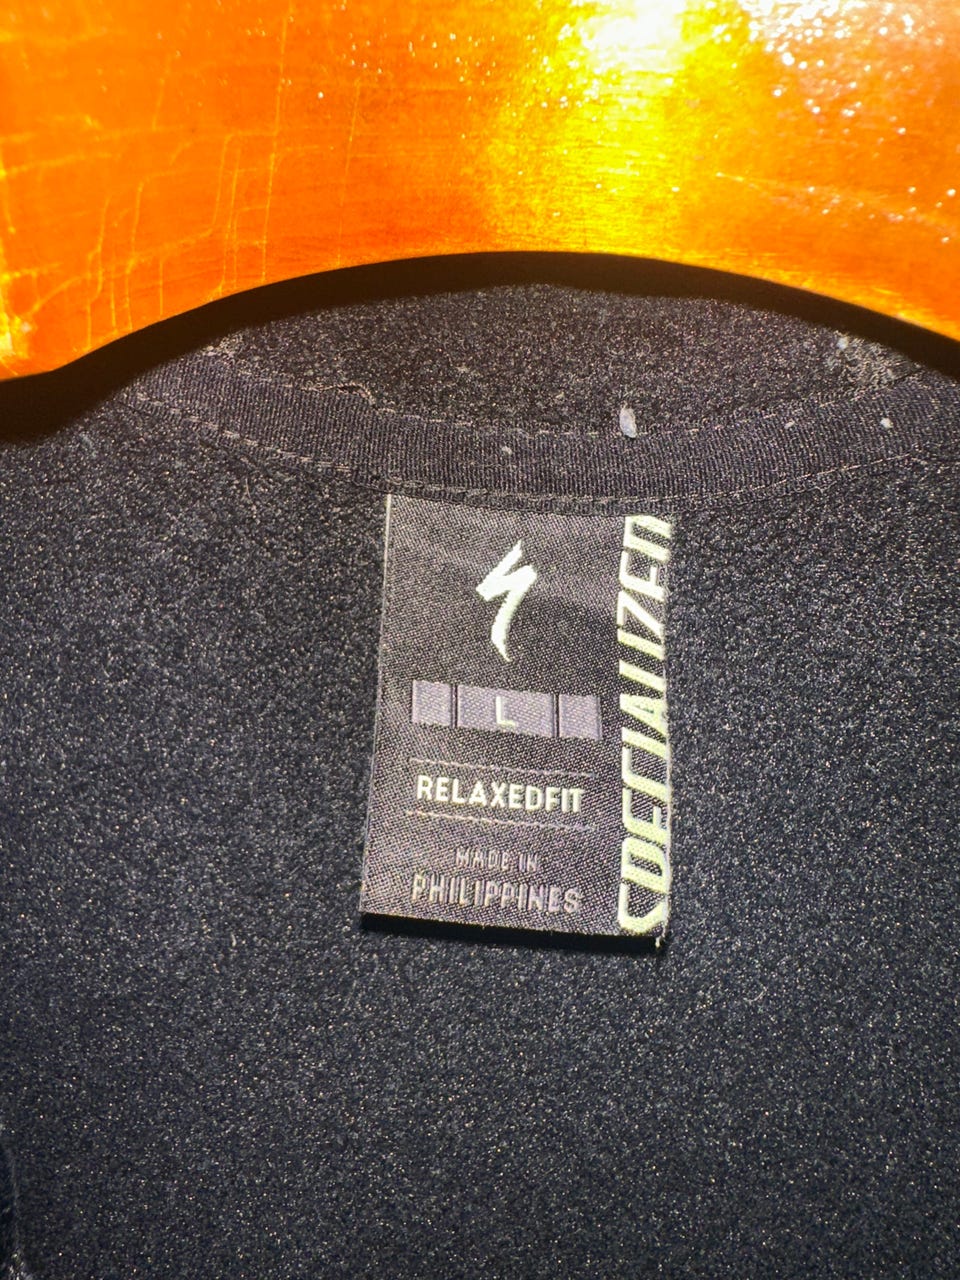 L
RELAXEDFIT
MADE IN
PHILIPPINES
SPECIALIZED